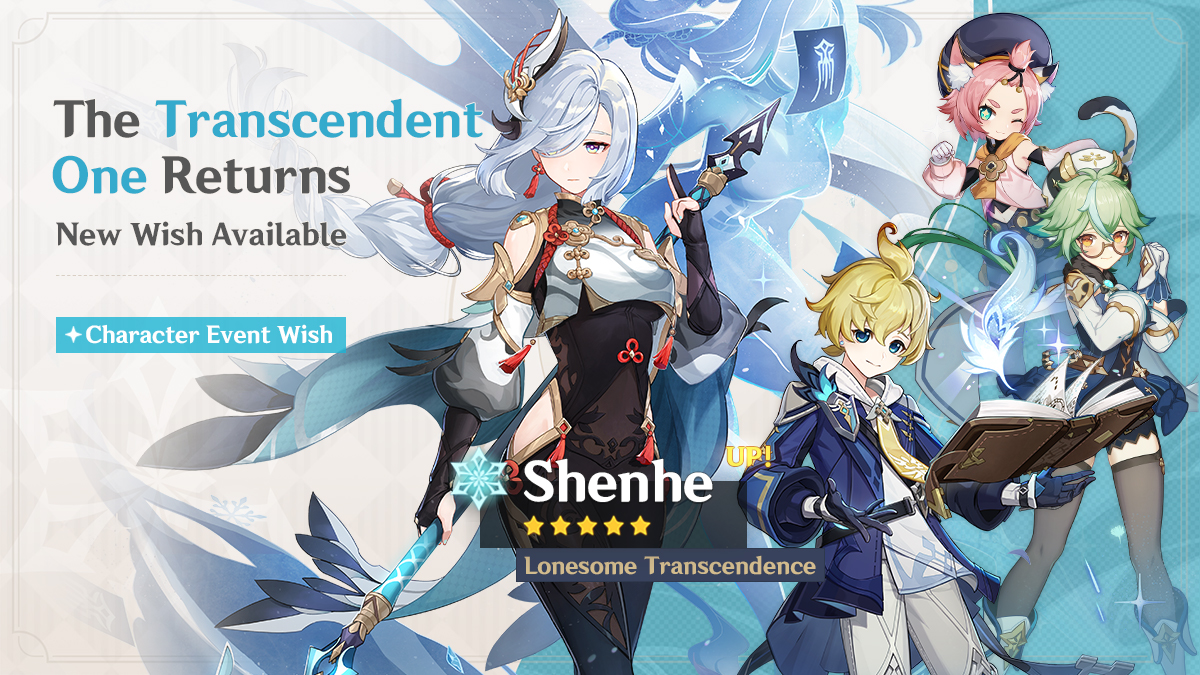 The Transcendent
One Returns
New Wish Available
✦Character Event Wish
UP!
Shenhe
★★★★★
Lonesome Transcendence